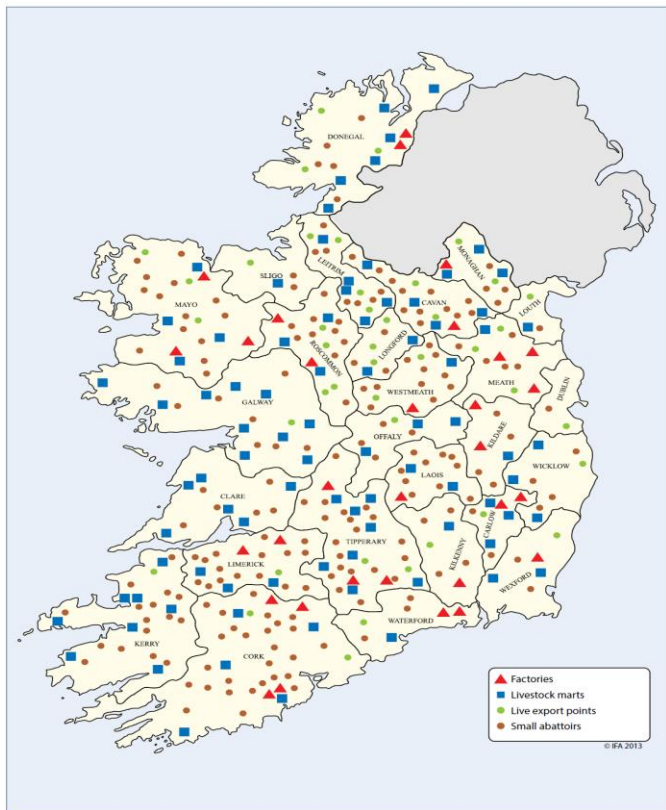 DONEGAL
MONAGHAN
LEITRIM
SLIGO
CAVAN
LOUTH
MAYO
ROSCOMMON
LONGFORD
MEATH
WESTMEATH
DUBLIN
GALWAY
OFFALY
KILDARE
LAOIS
WICKLOW
CLARE
CARLOW
TIPPERARY
KILKENNY
LIMERICK
WEXFORD
WATERFORD
KERRY
CORK
Factories
Livestock marts
Live export points
Small abattoirs
© IFA 2013